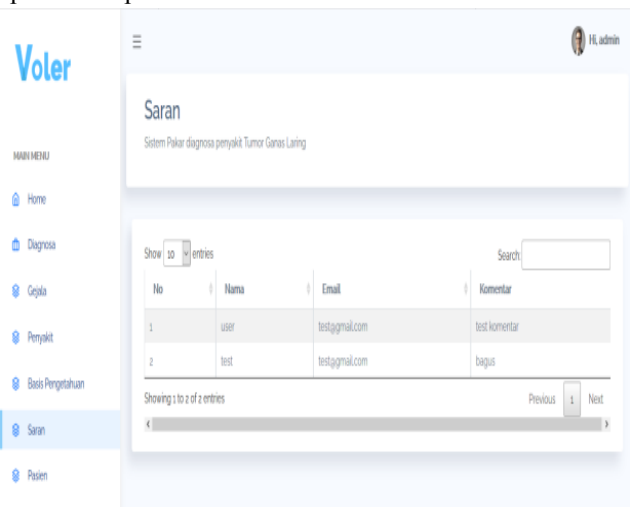 Voler
Hi, admin
Saran
Sistem Pakar diagnosa penyakit Tumor Ganas Laring
MAIN MENU
Home
Diagnosa
Gejala
Penyakit
Basis Pengetahuan
Saran
Pasien
Show 10 entries
Search:
No Nama Email Komentar
1 user test@gmail.com test komentar
2 test test@gmail.com bagus
Showing 1 to 2 of 2 entries
Previous 1 Next